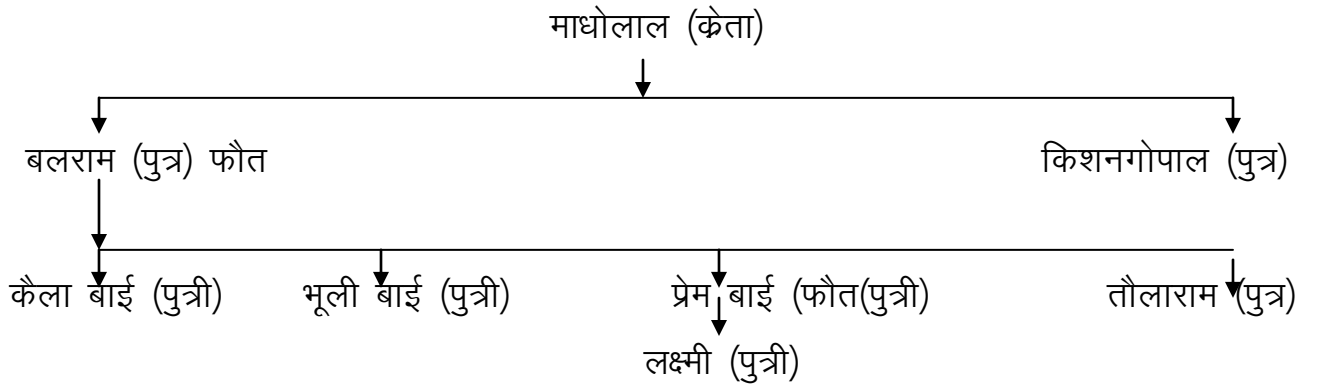 माधोलाल (क्रेता)
बलराम (पुत्र) फौत किशनगोपाल (पुत्र)
कैला बाई (पुत्री) भूली बाई (पुत्री) प्रेम बाई (फौत(पुत्री) तौलाराम (पुत्र)
लक्ष्मी (पुत्री)